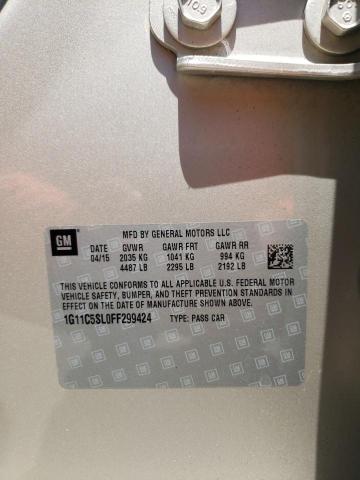 10.9
GM
MFD BY GENERAL MOTORS LLC
DATE GVWR GAWR FRT GAWR RR
04/15 2035 KG 1041 KG 994 KG
4487 LB 2295 LB 2192 LB
THIS VEHICLE CONFORMS TO ALL APPLICABLE U.S. FEDERAL MOTOR
VEHICLE SAFETY, BUMPER, AND THEFT PREVENTION STANDARDS
IN EFFECT ON THE DATE OF MANUFACTURE SHOWN ABOVE.
1G11C5SL0FF299424 TYPE: PASS CAR